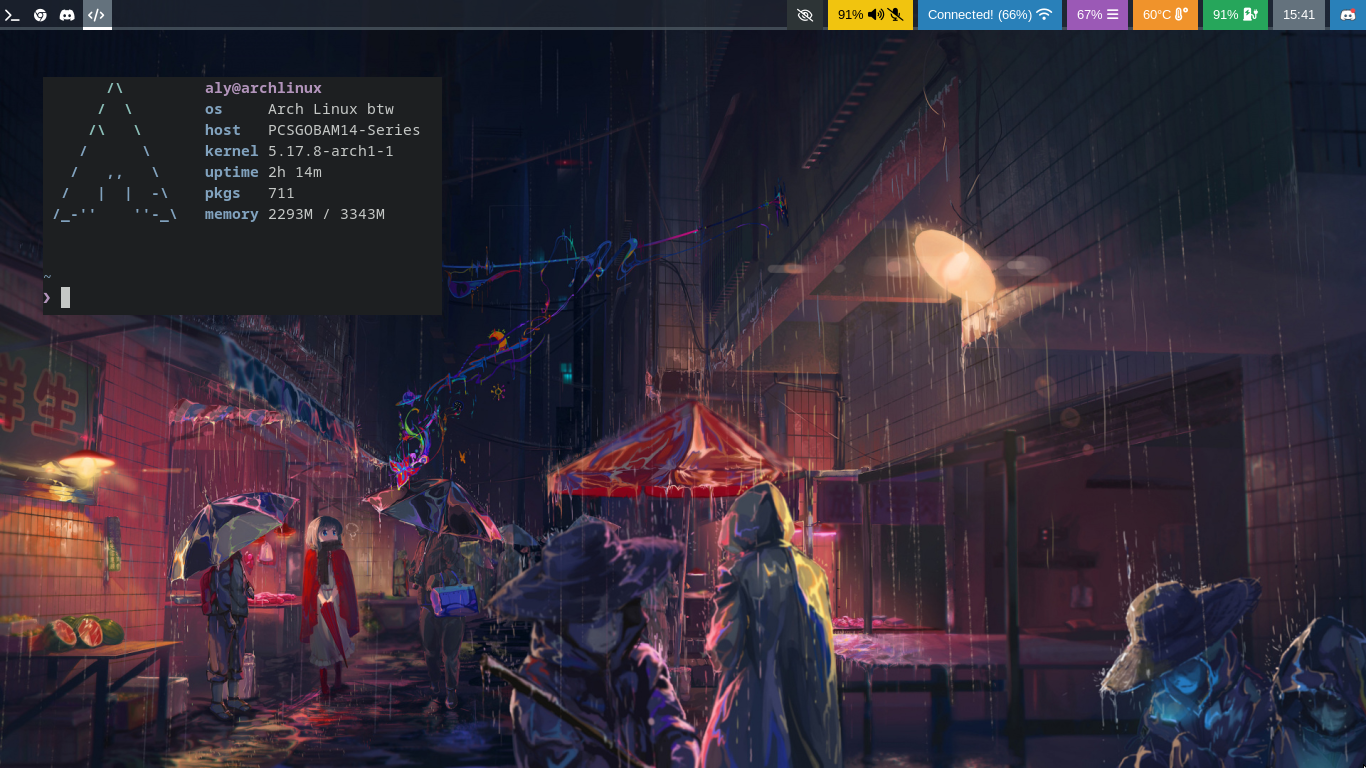 91%
Connected! (66%)
67%
60°C
91%
15:41
/\ aly@archlinux
/ \ os Arch Linux btw
/\ \ host PCSGOBAM14-Series
/ \ kernel 5.17.8-arch1-1
/ ,, \ uptime 2h 14m
/ | | -\ pkgs 711
/_-'' ''-_\ memory 2293M / 3343M
~
❯
生